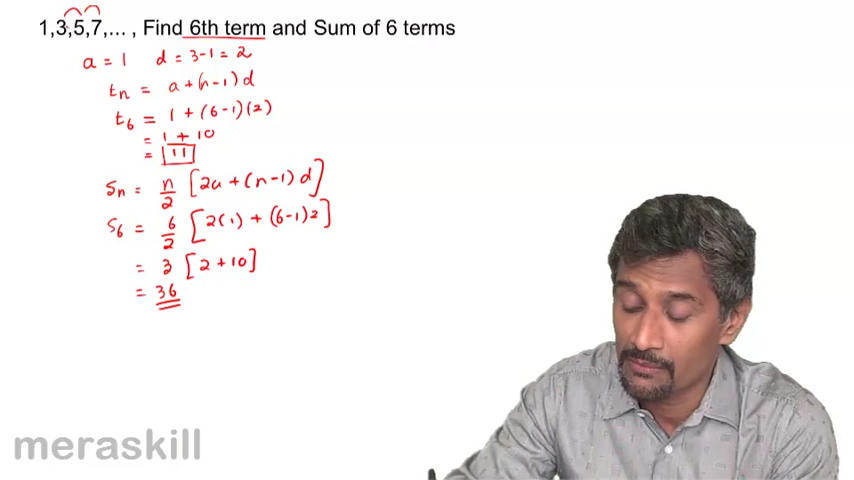 1,3,5,7,... , Find 6th term and Sum of 6 terms
a = 1 d = 3-1 = 2
tn = a + (n-1) d
t6 = 1 + (6-1)(2)
= 1 + 10
= 11
Sn = n/2 [2a + (n-1) d]
S6 = 6/2 [2(1) + (6-1)2]
= 3 [2+10]
= 36
meraskill